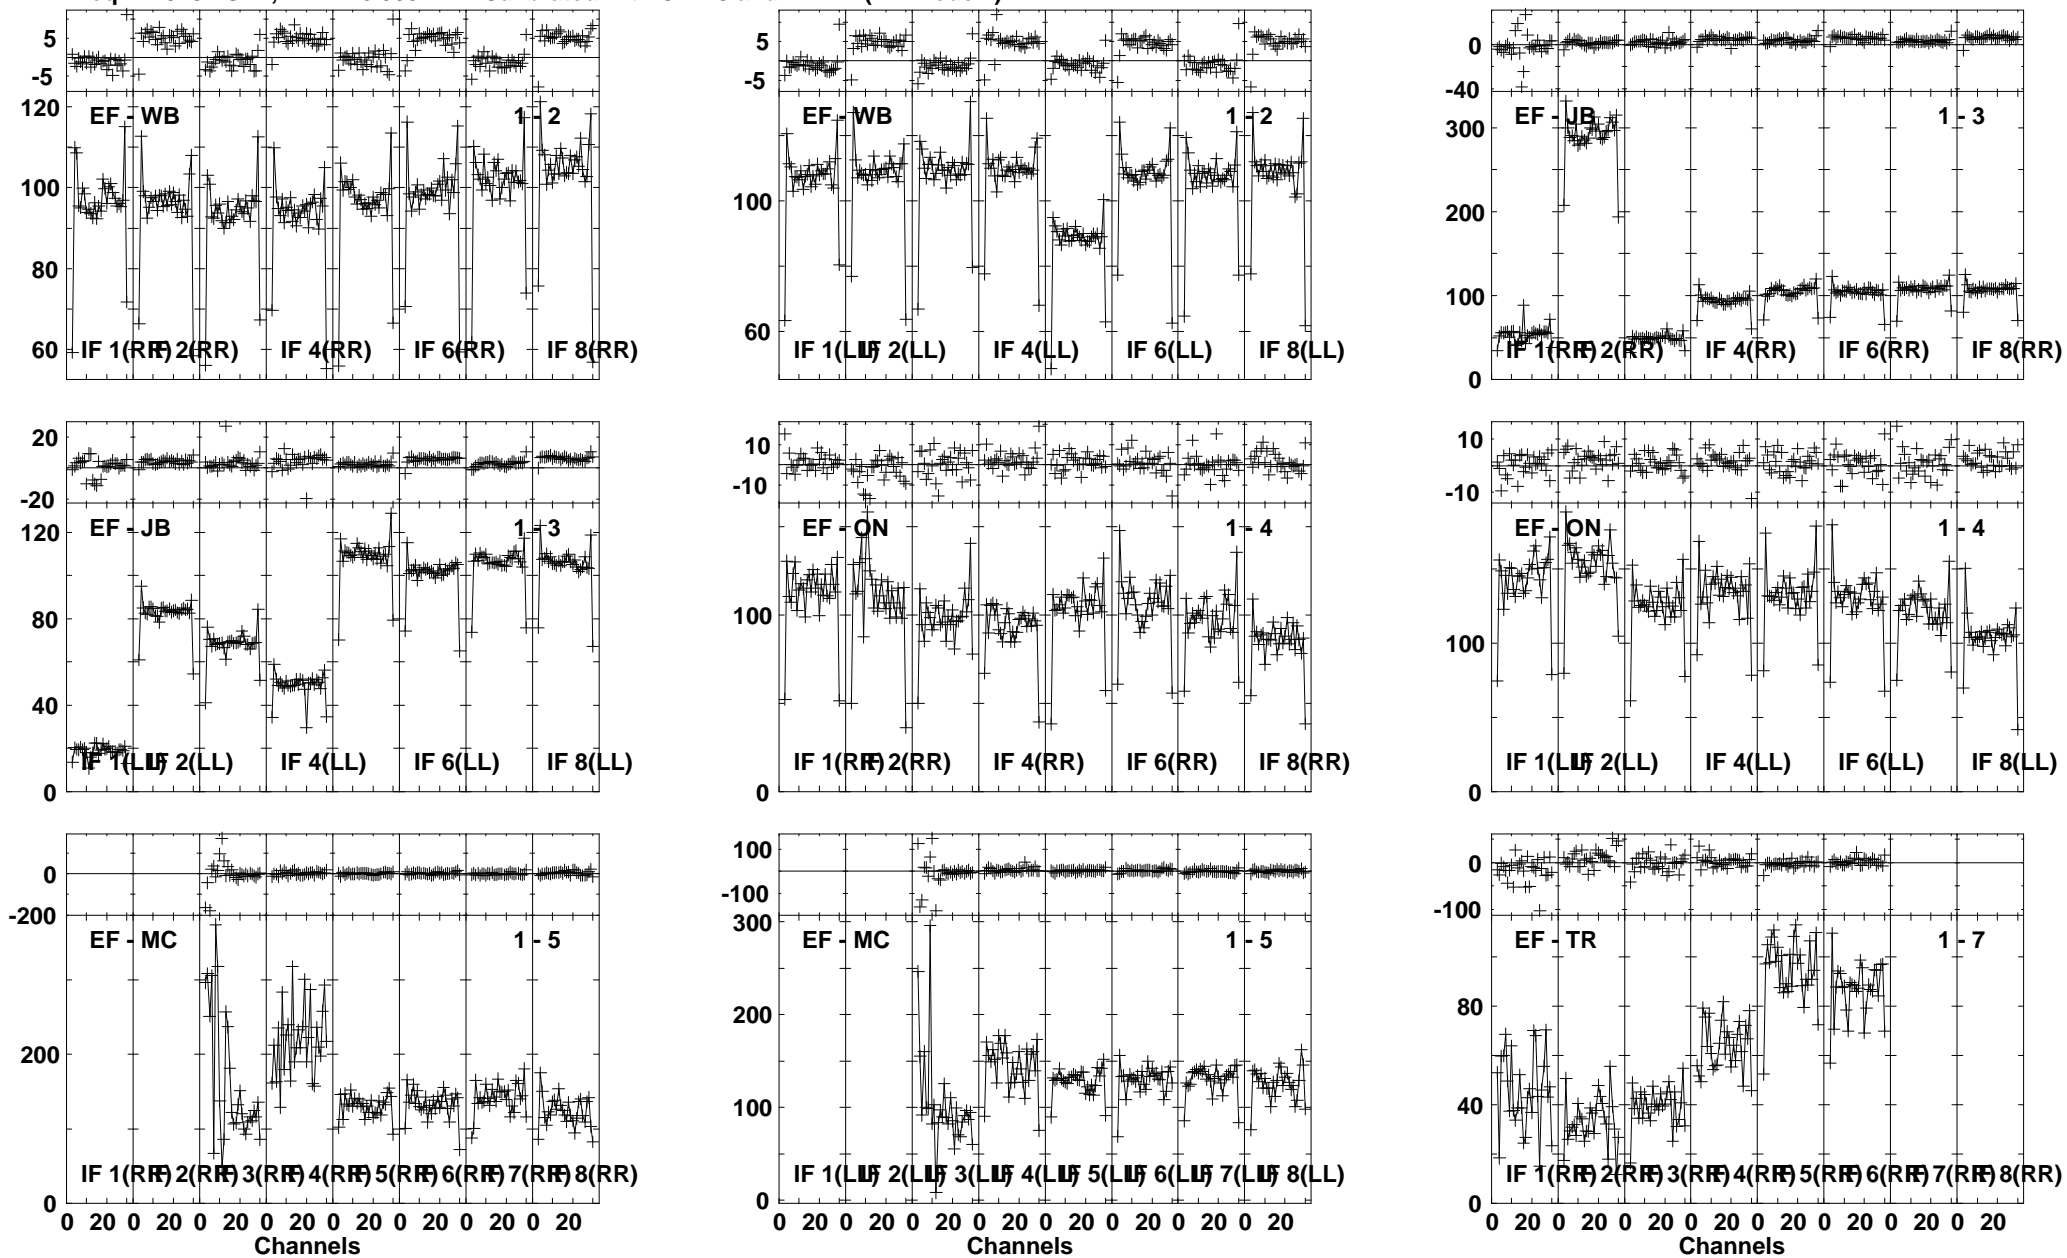 5
-5
EF - WB 1 - 2
120
100
80
60
IF 1(RR) IF 2(RR) IF 4(RR) IF 6(RR) IF 8(RR)
5
-5
EF - WB 1 - 2
100
60
IF 1(LL) IF 2(LL) IF 4(LL) IF 6(LL) IF 8(LL)
0
-40
EF - JB 1 - 3
300
200
100
0
IF 1(RR) IF 2(RR) IF 4(RR) IF 6(RR) IF 8(RR)
20
-20
EF - JB 1 - 3
120
80
40
0
IF 1(LL) IF 2(LL) IF 4(LL) IF 6(LL) IF 8(LL)
10
-10
EF - ON 1 - 4
100
0
IF 1(RR) IF 2(RR) IF 4(RR) IF 6(RR) IF 8(RR)
10
-10
EF - ON 1 - 4
100
0
IF 1(LL) IF 2(LL) IF 4(LL) IF 6(LL) IF 8(LL)
0
-200
EF - MC 1 - 5
200
0
IF 1(RR) IF 2(RR) IF 3(RR) IF 4(RR) IF 5(RR) IF 6(RR) IF 7(RR) IF 8(RR)
0 20 0 20 0 20 0 20 0 20 0 20 0 20 0 20
Channels
100
-100
EF - MC 1 - 5
300
200
100
0
IF 1(LL) IF 2(LL) IF 3(LL) IF 4(LL) IF 5(LL) IF 6(LL) IF 7(LL) IF 8(LL)
0 20 0 20 0 20 0 20 0 20 0 20 0 20 0 20
Channels
0
-100
EF - TR 1 - 7
80
40
0
IF 1(RR) IF 2(RR) IF 3(RR) IF 4(RR) IF 5(RR) IF 6(RR) IF 7(RR) IF 8(RR)
0 20 0 20 0 20 0 20 0 20 0 20 0 20 0 20
Channels